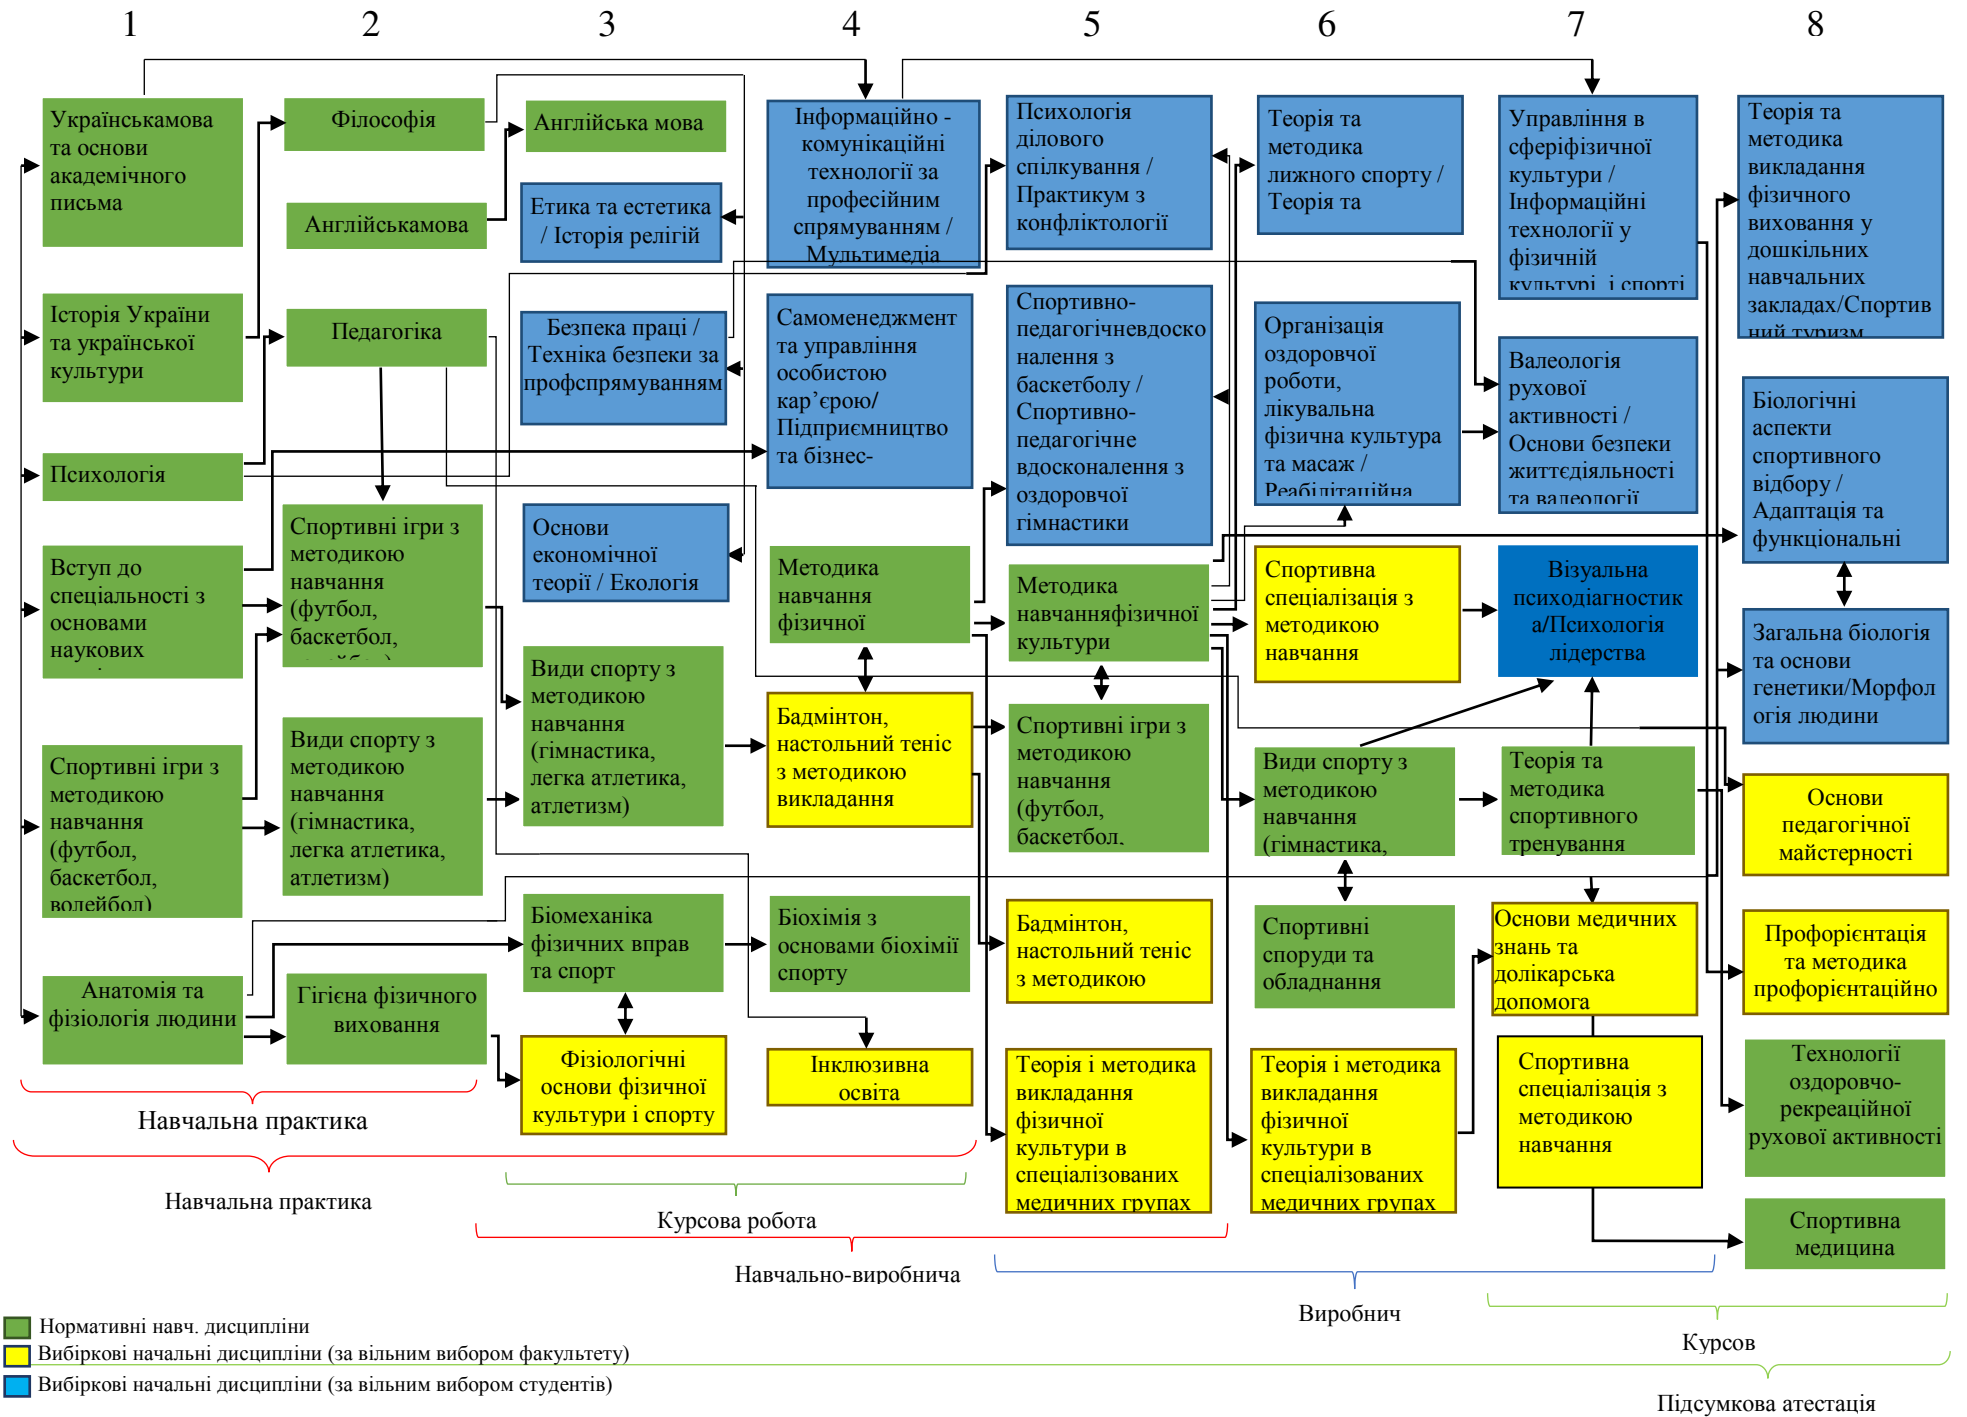 1 2 3 4 5 6 7 8
Українськамова
та основи
академічного
письма
Історія України
та української
культури
Психологія
Вступ до
спеціальності з
основами
наукових
Спортивні ігри з
методикою
навчання
(футбол,
баскетбол,
волейбол)
Анатомія та
фізіологія людини
Філософія
Англійськамова
Педагогіка
Спортивні ігри з
методикою
навчання
(футбол,
баскетбол,
волейбол)
Види спорту з
методикою
навчання
(гімнастика,
легка атлетика,
атлетизм)
Гігієна фізичного
виховання
Англійська мова
Етика та естетика
/ Історія релігій
Безпека праці /
Техніка безпеки за
профспрямуванням
Основи
економічної
теорії / Екологія
Види спорту з
методикою
навчання
(гімнастика,
легка атлетика,
атлетизм)
Біомеханіка
фізичних вправ
та спорт
Фізіологічні
основи фізичної
культури і спорту
Інформаційно -
комунікаційні
технології за
професійним
спрямуванням /
Мультимедіа
Самоменеджмент
та управління
особистою
кар’єрою/
Підприємництво
та бізнес-
Методика
навчання
фізичної
Бадмінтон,
настольний теніс
з методикою
викладання
Біохімія з
основами біохімії
спорту
Інклюзивна
освіта
Психологія
ділового
спілкування /
Практикум з
конфліктології
Спортивно-
педагогічневдоско
налення з
баскетболу /
Спортивно-
педагогічне
вдосконалення з
оздоровчої
гімнастики
Методика
навчанняфізичної
культури
Спортивні ігри з
методикою
навчання
(футбол,
баскетбол,
Бадмінтон,
настольний теніс
з методикою
Теорія і методика
викладання
фізичної
культури в
спеціалізованих
медичних групах
Теорія та
методика
лижного спорту /
Теорія та
Організація
оздоровчої
роботи,
лікувальна
фізична культура
та масаж /
Реабілітаційна
Спортивна
спеціалізація з
методикою
навчання
Види спорту з
методикою
навчання
(гімнастика,
Спортивні
споруди та
обладнання
Теорія і методика
викладання
фізичної
культури в
спеціалізованих
медичних групах
Управління в
сферіфізичної
культури /
Інформаційні
технології у
фізичній
культурі і спорті
Валеологія
рухової
активності /
Основи безпеки
життєдіяльності
та валеології
Візуальна
психодіагностик
а/Психологія
лідерства
Теорія та
методика
спортивного
тренування
Основи медичних
знань та
долікарська
допомога
Спортивна
спеціалізація з
методикою
навчання
Теорія та
методика
викладання
фізичного
виховання у
дошкільних
навчальних
закладах/Спортив
ний туризм
Біологічні
аспекти
спортивного
відбору /
Адаптація та
функціональні
Загальна біологія
та основи
генетики/Морфол
огія людини
Основи
педагогічної
майстерності
Профорієнтація
та методика
профорієнтаційно
Технології
оздоровчо-
рекреаційної
рухової активності
Спортивна
медицина
Навчальна практика
Навчальна практика
Курсова робота
Навчально-виробнича
Виробнич
Курсов
Підсумкова атестація
Нормативні навч. дисципліни
Вибіркові начальні дисципліни (за вільним вибором факультету)
Вибіркові начальні дисципліни (за вільним вибором студентів)